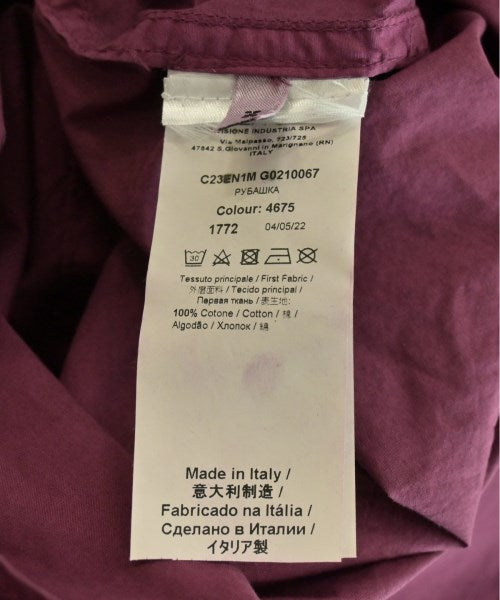 INDUSTRIA SPA
Via Malpasso, 723/725
47842 S.Giovanni in Marignano (RN)
ITALY
C23EN1M G0210067
РУБАШКА
Colour: 4675
1772 04/05/22
30
Tessuto principale / First Fabric /
外層面料 / Tecido principal /
Первая ткань / 表生地:
100% Cotone / Cotton / 棉 /
Algodão / Хлопок / 綿
Made in Italy /
意大利制造 /
Fabricado na Itália /
Сделано в Италии /
イタリア製